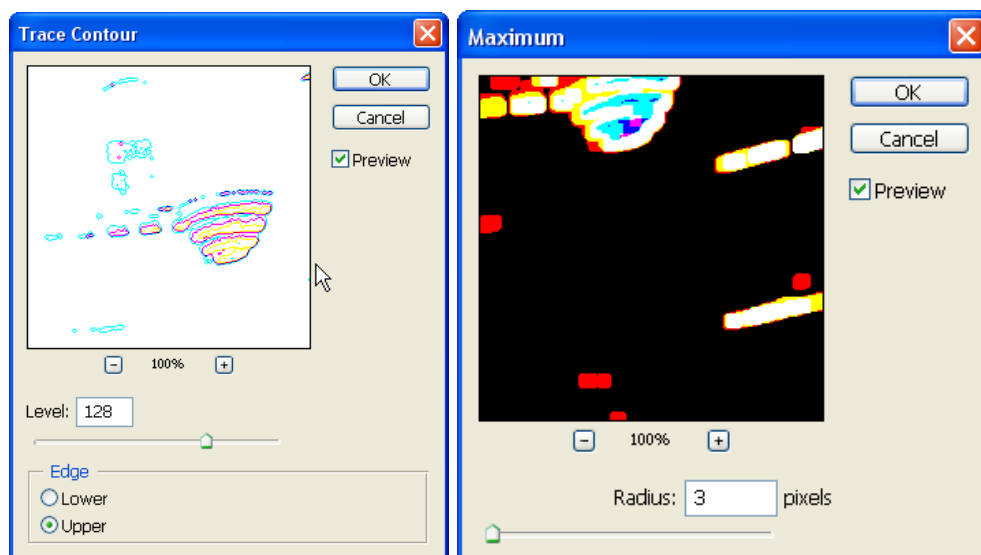 Trace Contour
OK
Cancel
Preview
100%
Level: 128
Edge
Lower
Upper
Maximum
OK
Cancel
Preview
100%
Radius: 3 pixels